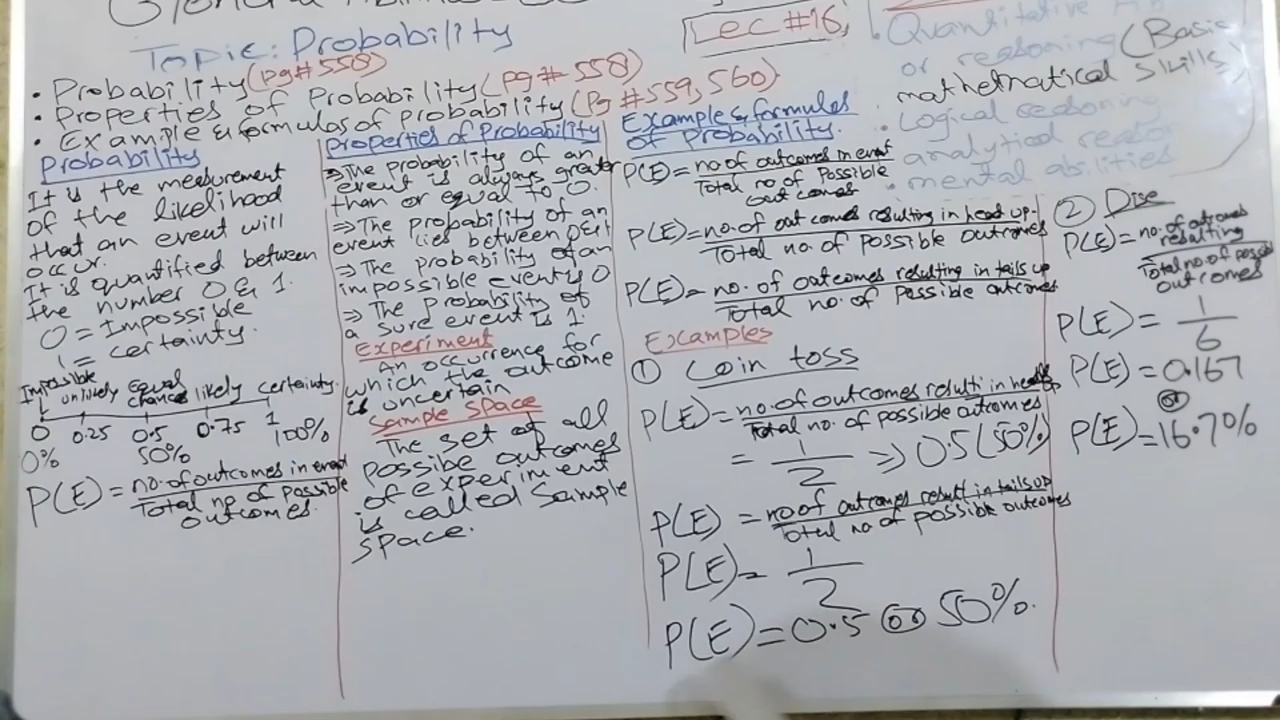 Topic: Probability
Lec #16
• Probability (pg# 558)
• Properties of Probability (pg #- 558)
• Example & formulas of probability (Pg #559, 560)
• Quantitative
or reasoning (Basic
mathematical skills)
• Logical reasoning
analytical reaso
• mental abilities
Probability
It is the measurement
of the likelihood
that an event will
occur.
It is quantified between
the number 0 & 1.
0 = Impossible
1 = certainty.
Impossible unlikely Equal chances likely certainty
0 0.25 0.5 0.75 1
0% 50% 100%
P(E) = no. of outcomes in event
Total no of Possible
outcomes.
properties of Probability
⇒ The probability of an
event is always greater
than or equal to 0.
⇒ The probability of an
event lies between 0 & 1
⇒ The probability of an
impossible event is 0
⇒ The probability of
a sure event is 1.
Experiment
An occurrence for
which the outcome
is uncertain
Sample Space
The set of all
possibe outcomes
of experiment
is called Sample
Space.
Example & formulas
of Probability.
P(E) = no of outcomes in event
Total no of Possible
out comes
P(E) = no. of out comes resulting in head up.
Total no. of possible outcomes
P(E) = no. of outcomes resulting in tails up
Total no. of Possible outcomes
Examples
① Coin toss
P(E) = no. of outcomes resulti in heads up
Total no. of possible outcomes
= 1/2 ⇒ 0.5 (50%)
P(E) = no of outcomes result in tails up
Total no of possible outcomes
P(E) = 1/2
P(E) = 0.5 or 50%.
② Dise
P(E) = no. of outcomes
resulting
Total no. of possible
outcomes
P(E) = 1/6
P(E) = 0.167
or
P(E) = 16.7%